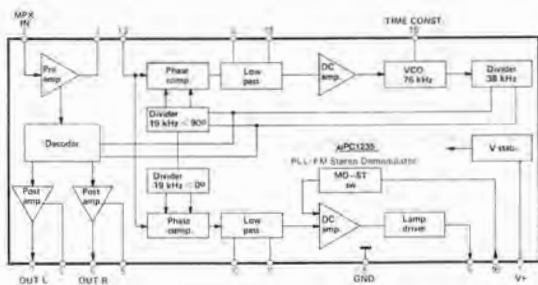 MPX
IN
TIME CONST.
Pre
amp.
Phase
comp.
Low
pass
DC
amp.
VCO
76 kHz
Divider
38 kHz
Divider
19 kHz < 90º
Decoder
µPC1235
PLL-FM Stereo Demodulator
V stab.
Divider
19 kHz < 0º
MO-ST
sw
Post
amp.
Post
amp.
Phase
comp.
Low
pass
DC
amp.
Lamp
driver
OUT L
OUT R
GND
V+